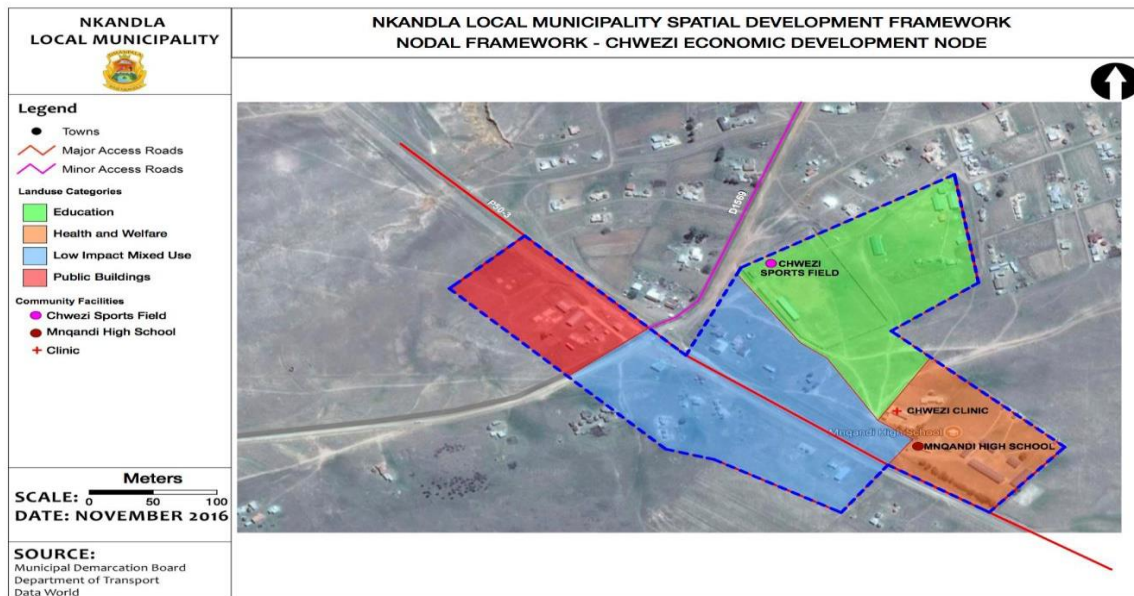 NKANDLA
LOCAL MUNICIPALITY
NKANDLA LOCAL MUNICIPALITY SPATIAL DEVELOPMENT FRAMEWORK
NODAL FRAMEWORK - CHWEZI ECONOMIC DEVELOPMENT NODE
Legend
Towns
Major Access Roads
Minor Access Roads
Landuse Categories
Education
Health and Welfare
Low Impact Mixed Use
Public Buildings
Community Facilities
Chwezi Sports Field
Mnqandi High School
Clinic
Meters
SCALE: 0 50 100
DATE: NOVEMBER 2016
SOURCE:
Municipal Demarcation Board
Department of Transport
Data World
P50-3
D1569
CHWEZI
SPORTS FIELD
CHWEZI CLINIC
Mnqandi High School
MNQANDI HIGH SCHOOL